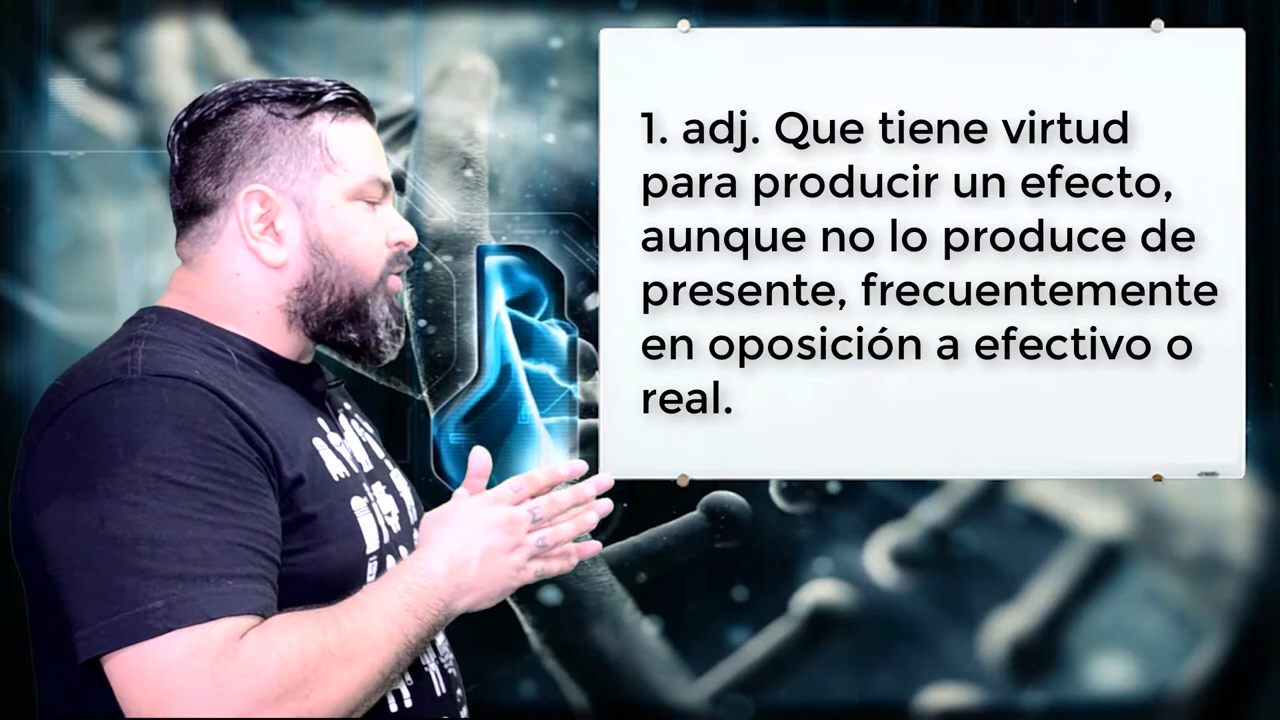 1. adj. Que tiene virtud
para producir un efecto,
aunque no lo produce de
presente, frecuentemente
en oposición a efectivo o
real.